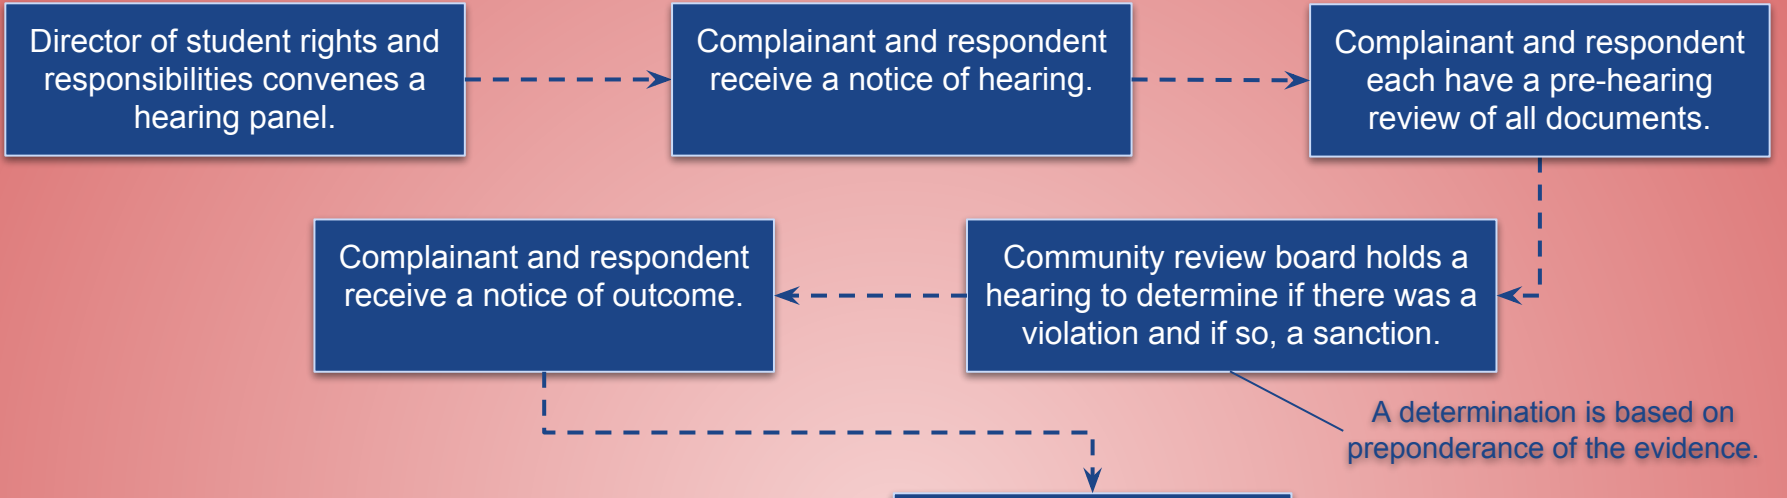 Director of student rights and
responsibilities convenes a
hearing panel.
Complainant and respondent
receive a notice of hearing.
Complainant and respondent
each have a pre-hearing
review of all documents.
Community review board holds a
hearing to determine if there was a
violation and if so, a sanction.
A determination is based on
preponderance of the evidence.
Complainant and respondent
receive a notice of outcome.